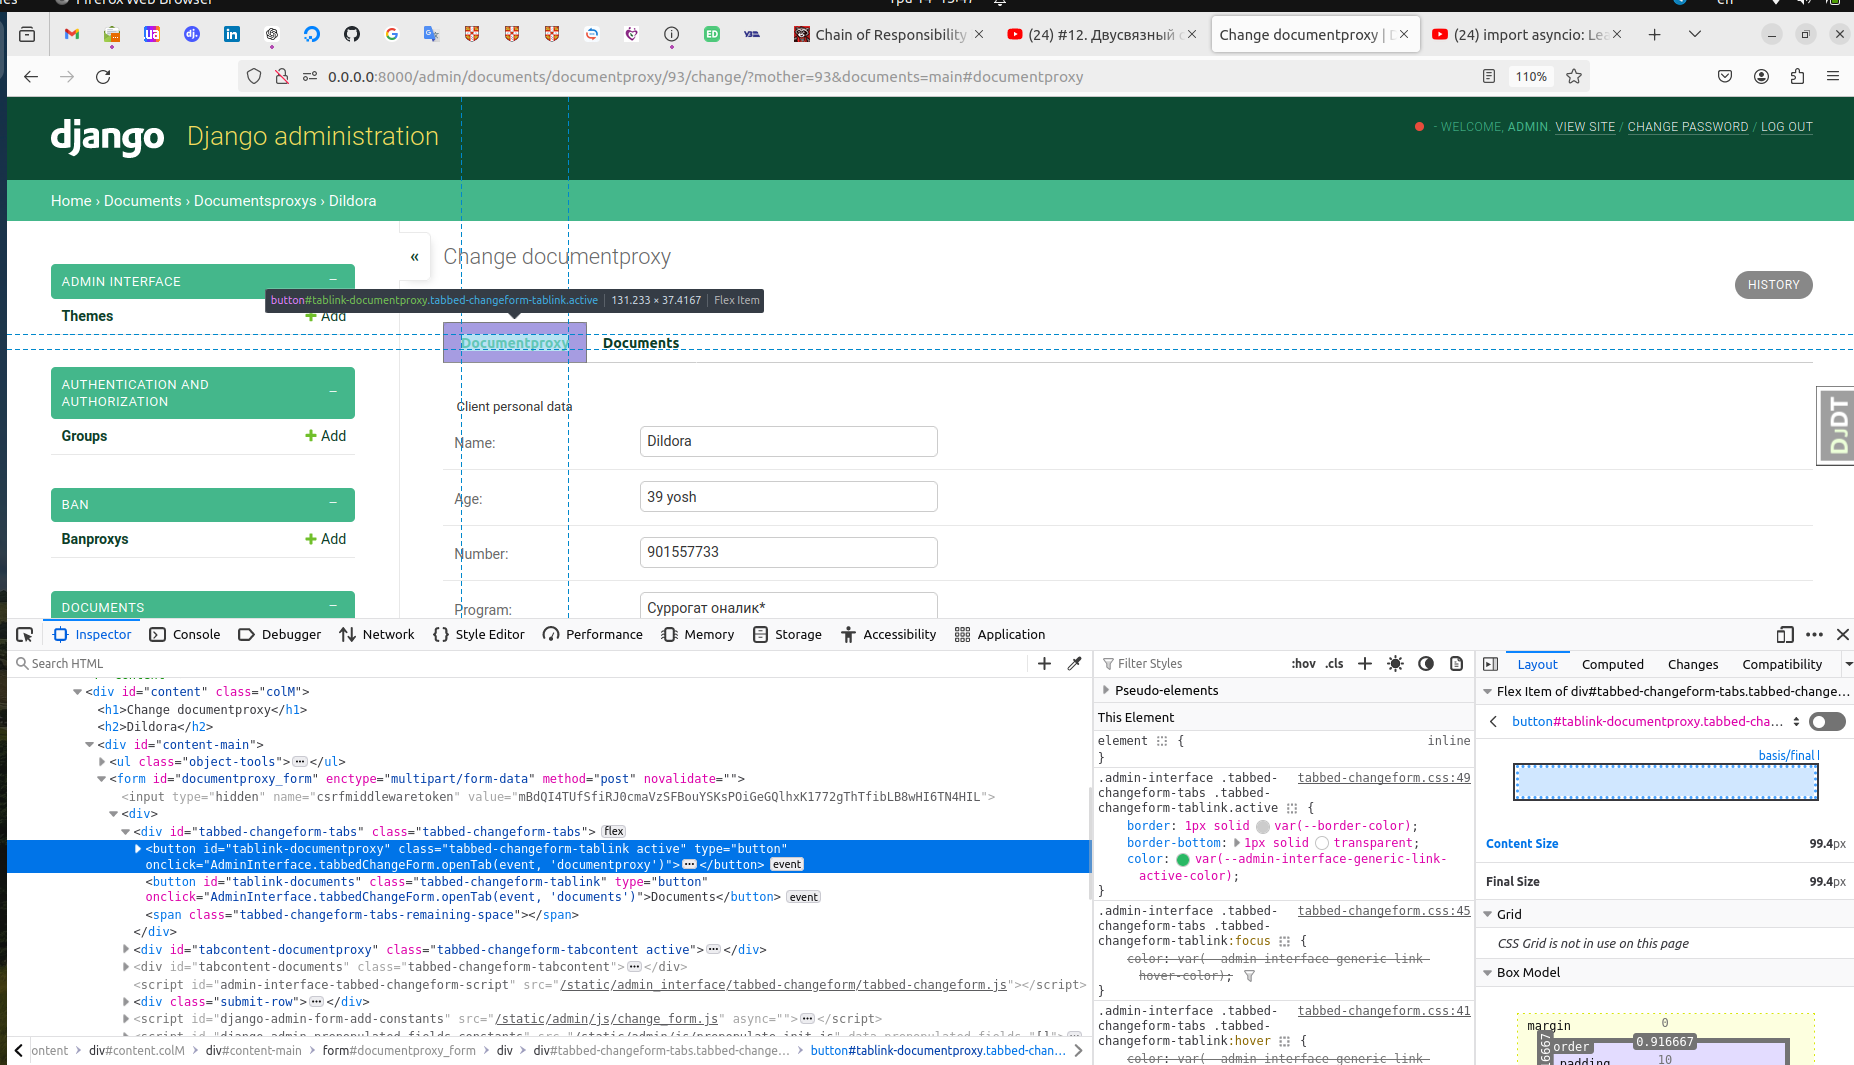 Firefox Web Browser
en
Chain of Responsibility
(24) #12. Двусвязный
Change documentproxy |
(24) import asyncio: Le
0.0.0.0:8000/admin/documents/documentproxy/93/change/?mother=93&documents=main#documentproxy
110%
django
Django administration
- WELCOME, ADMIN. VIEW SITE / CHANGE PASSWORD / LOG OUT
Home › Documents › Documentsproxys › Dildora
«
Change documentproxy
HISTORY
ADMIN INTERFACE
Themes
Add
button#tablink-documentproxy.tabbed-changeform-tablink.active | 131.233 × 37.4167 | Flex Item
Documentproxy
Documents
AUTHENTICATION AND
AUTHORIZATION
Groups
Add
BAN
Banproxys
Add
DOCUMENTS
Client personal data
Name:
Dildora
Age:
39 yosh
Number:
901557733
Program:
Суррогат оналик*
DJDT
Inspector
Console
Debugger
Network
Style Editor
Performance
Memory
Storage
Accessibility
Application
Search HTML
<div id="content" class="colM">
<h1>Change documentproxy</h1>
<h2>Dildora</h2>
<div id="content-main">
<ul class="object-tools"></ul>
<form id="documentproxy_form" enctype="multipart/form-data" method="post" novalidate="">
<input type="hidden" name="csrfmiddlewaretoken" value="mBdQI4TUfSfiRJ0cmaVzSFBouYSKsPOiGeGQlhxK1772gThTfibLB8wHI6TN4HIL">
<div>
<div id="tabbed-changeform-tabs" class="tabbed-changeform-tabs"> flex
<button id="tablink-documentproxy" class="tabbed-changeform-tablink active" type="button"
onclick="AdminInterface.tabbedChangeForm.openTab(event, 'documentproxy')"></button> event
<button id="tablink-documents" class="tabbed-changeform-tablink" type="button"
onclick="AdminInterface.tabbedChangeForm.openTab(event, 'documents')">Documents</button> event
<span class="tabbed-changeform-tabs-remaining-space"></span>
</div>
<div id="tabcontent-documentproxy" class="tabbed-changeform-tabcontent active"></div>
<div id="tabcontent-documents" class="tabbed-changeform-tabcontent"></div>
<script id="admin-interface-tabbed-changeform-script" src="/static/admin_interface/tabbed-changeform/tabbed-changeform.js"></script>
<div class="submit-row"></div>
<script id="django-admin-form-add-constants" src="/static/admin/js/change_form.js" async=""></script>
ontent
div#content.colM
div#content-main
form#documentproxy_form
div
div#tabbed-changeform-tabs.tabbed-change...
button#tablink-documentproxy.tabbed-chan...
Filter Styles
:hov
.cls
Pseudo-elements
This Element
element { inline
}
.admin-interface .tabbed- tabbed-changeform.css:49
changeform-tabs .tabbed-
changeform-tablink.active {
border: 1px solid var(--border-color);
border-bottom: 1px solid transparent;
color: var(--admin-interface-generic-link-
active-color);
}
.admin-interface .tabbed- tabbed-changeform.css:45
changeform-tabs .tabbed-
changeform-tablink:focus {
color: var(--admin-interface-generic-link-
hover-color);
}
.admin-interface .tabbed- tabbed-changeform.css:41
changeform-tabs .tabbed-
changeform-tablink:hover {
color: var(--admin-interface-generic-link-
Layout
Computed
Changes
Compatibility
Flex Item of div#tabbed-changeform-tabs.tabbed-change...
button#tablink-documentproxy.tabbed-cha...
basis/final
Content Size
99.4px
Final Size
99.4px
Grid
CSS Grid is not in use on this page
Box Model
margin
0
order
0.916667
padding
10